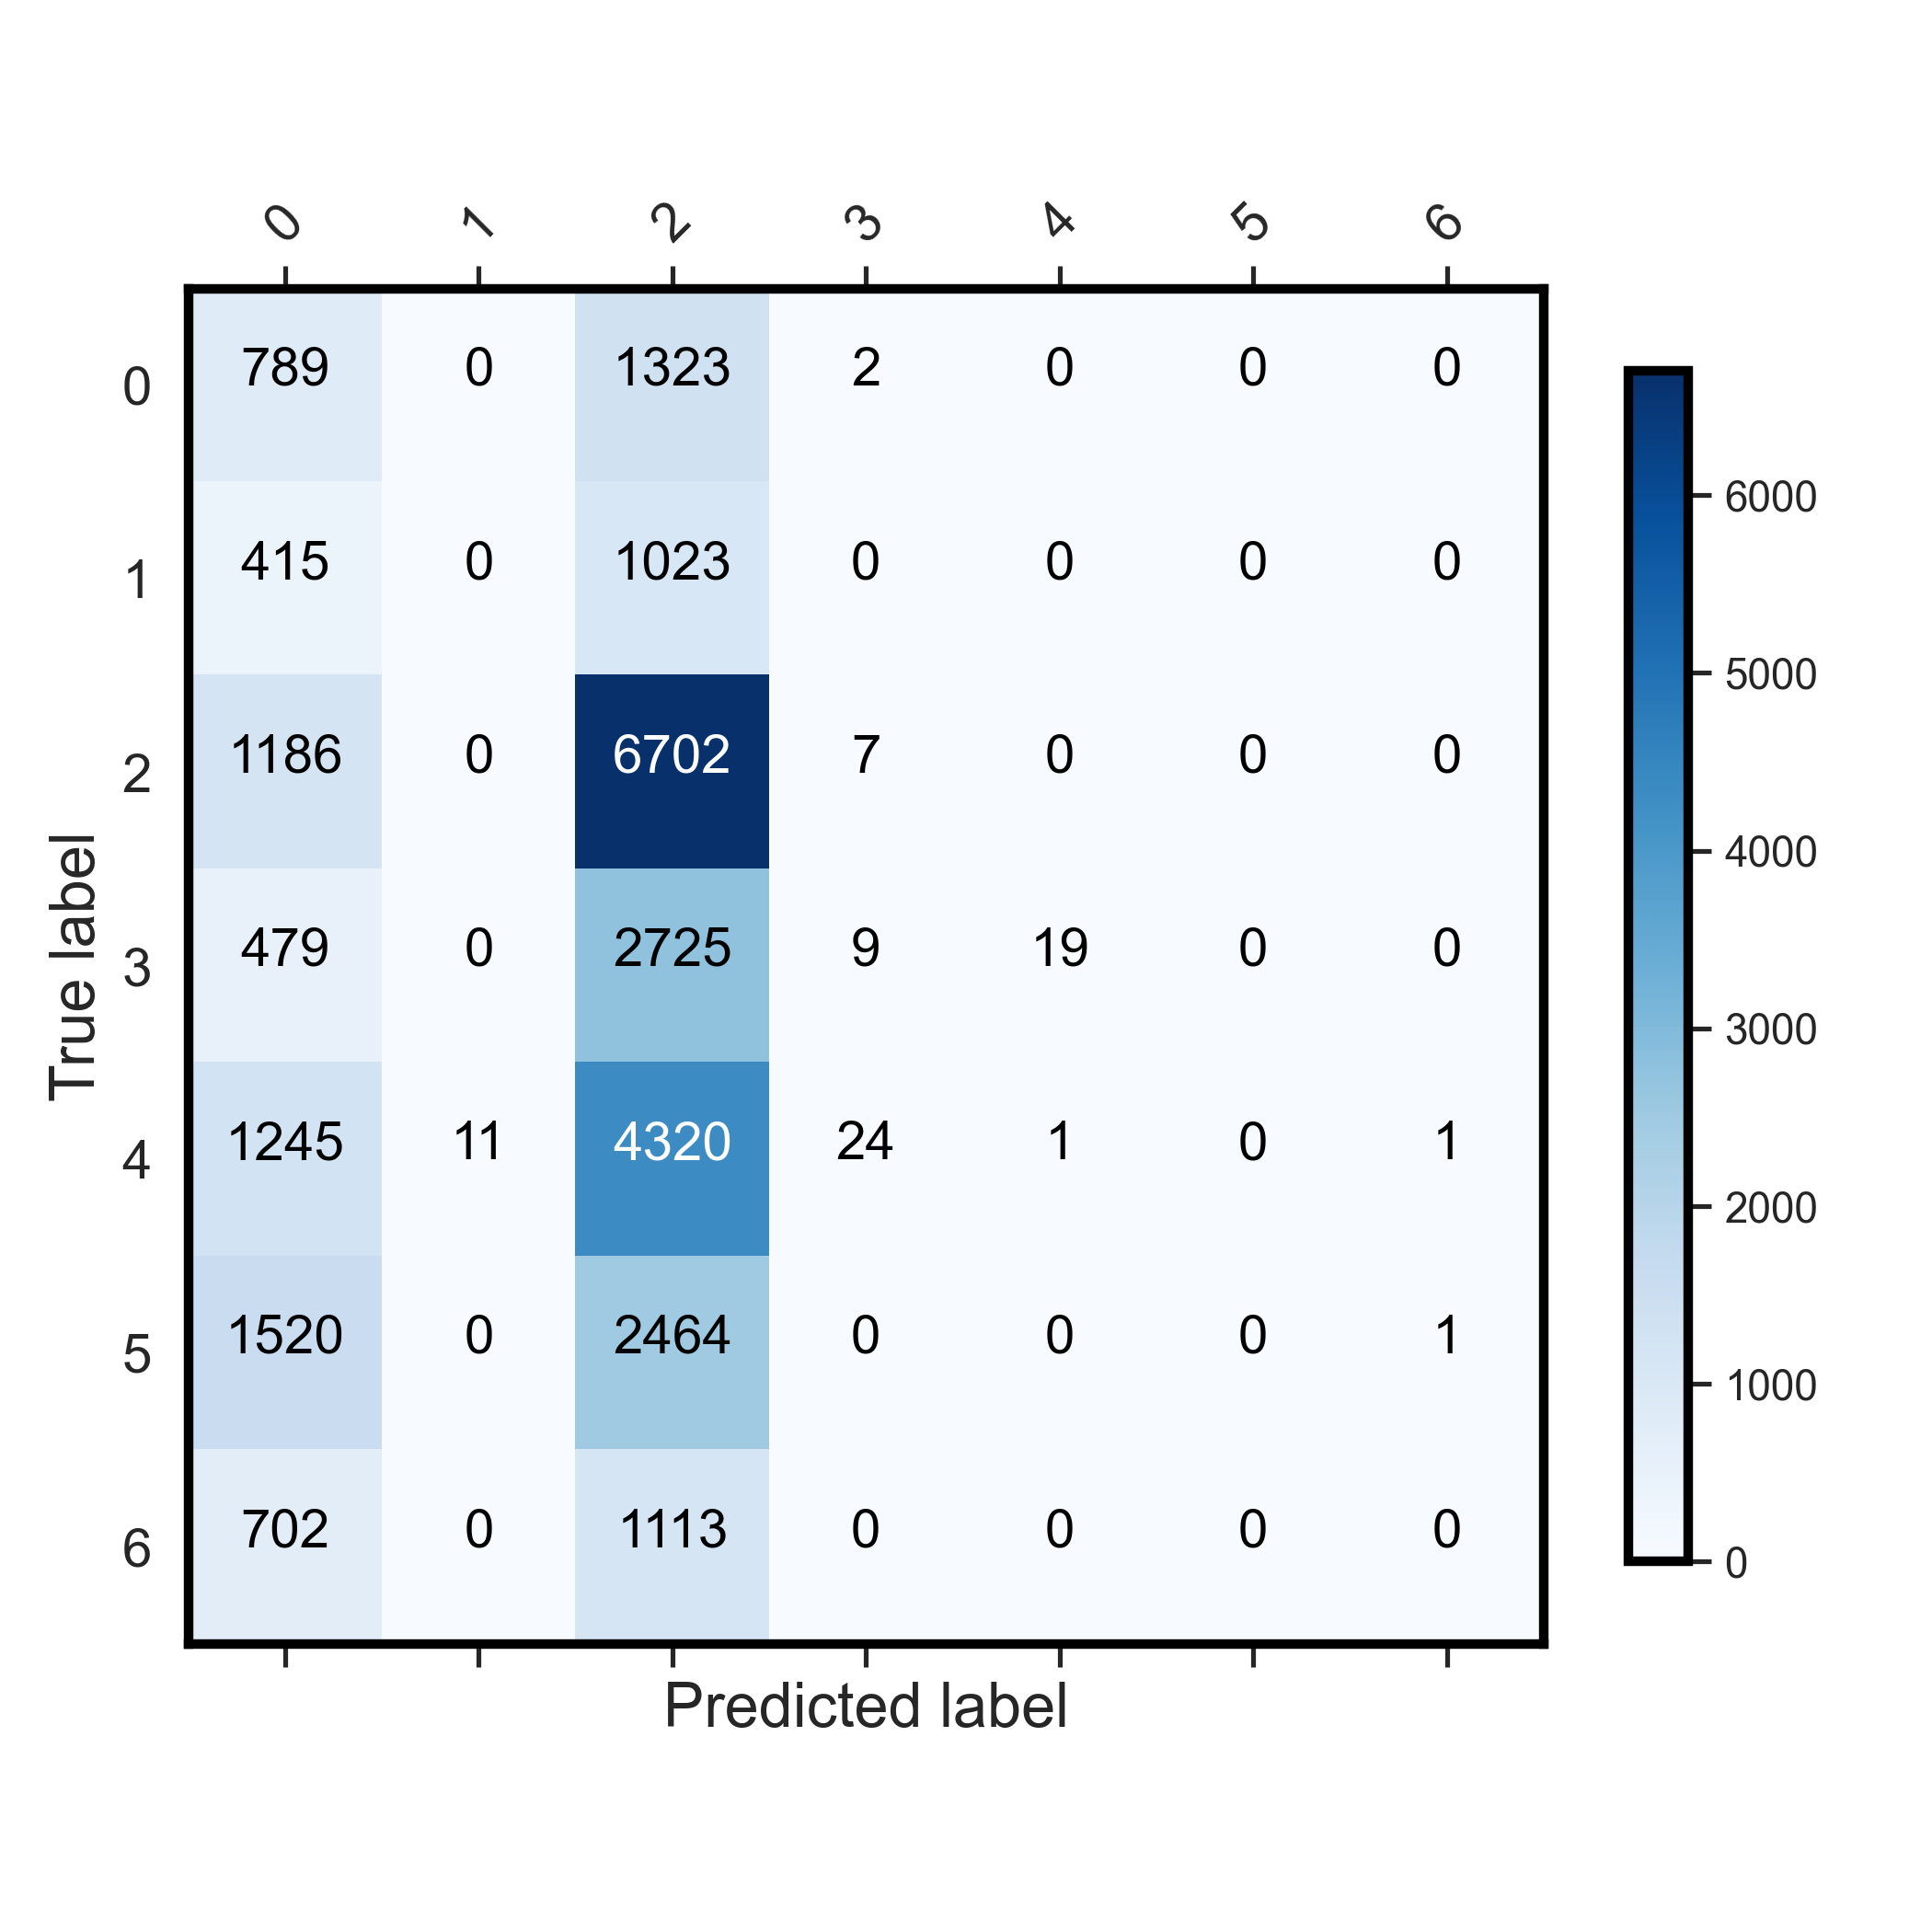 0 1 2 3 4 5 6
0 789 0 1323 2 0 0 0
1 415 0 1023 0 0 0 0
2 1186 0 6702 7 0 0 0
3 479 0 2725 9 19 0 0
4 1245 11 4320 24 1 0 1
5 1520 0 2464 0 0 0 1
6 702 0 1113 0 0 0 0
True label
Predicted label
6000
5000
4000
3000
2000
1000
0